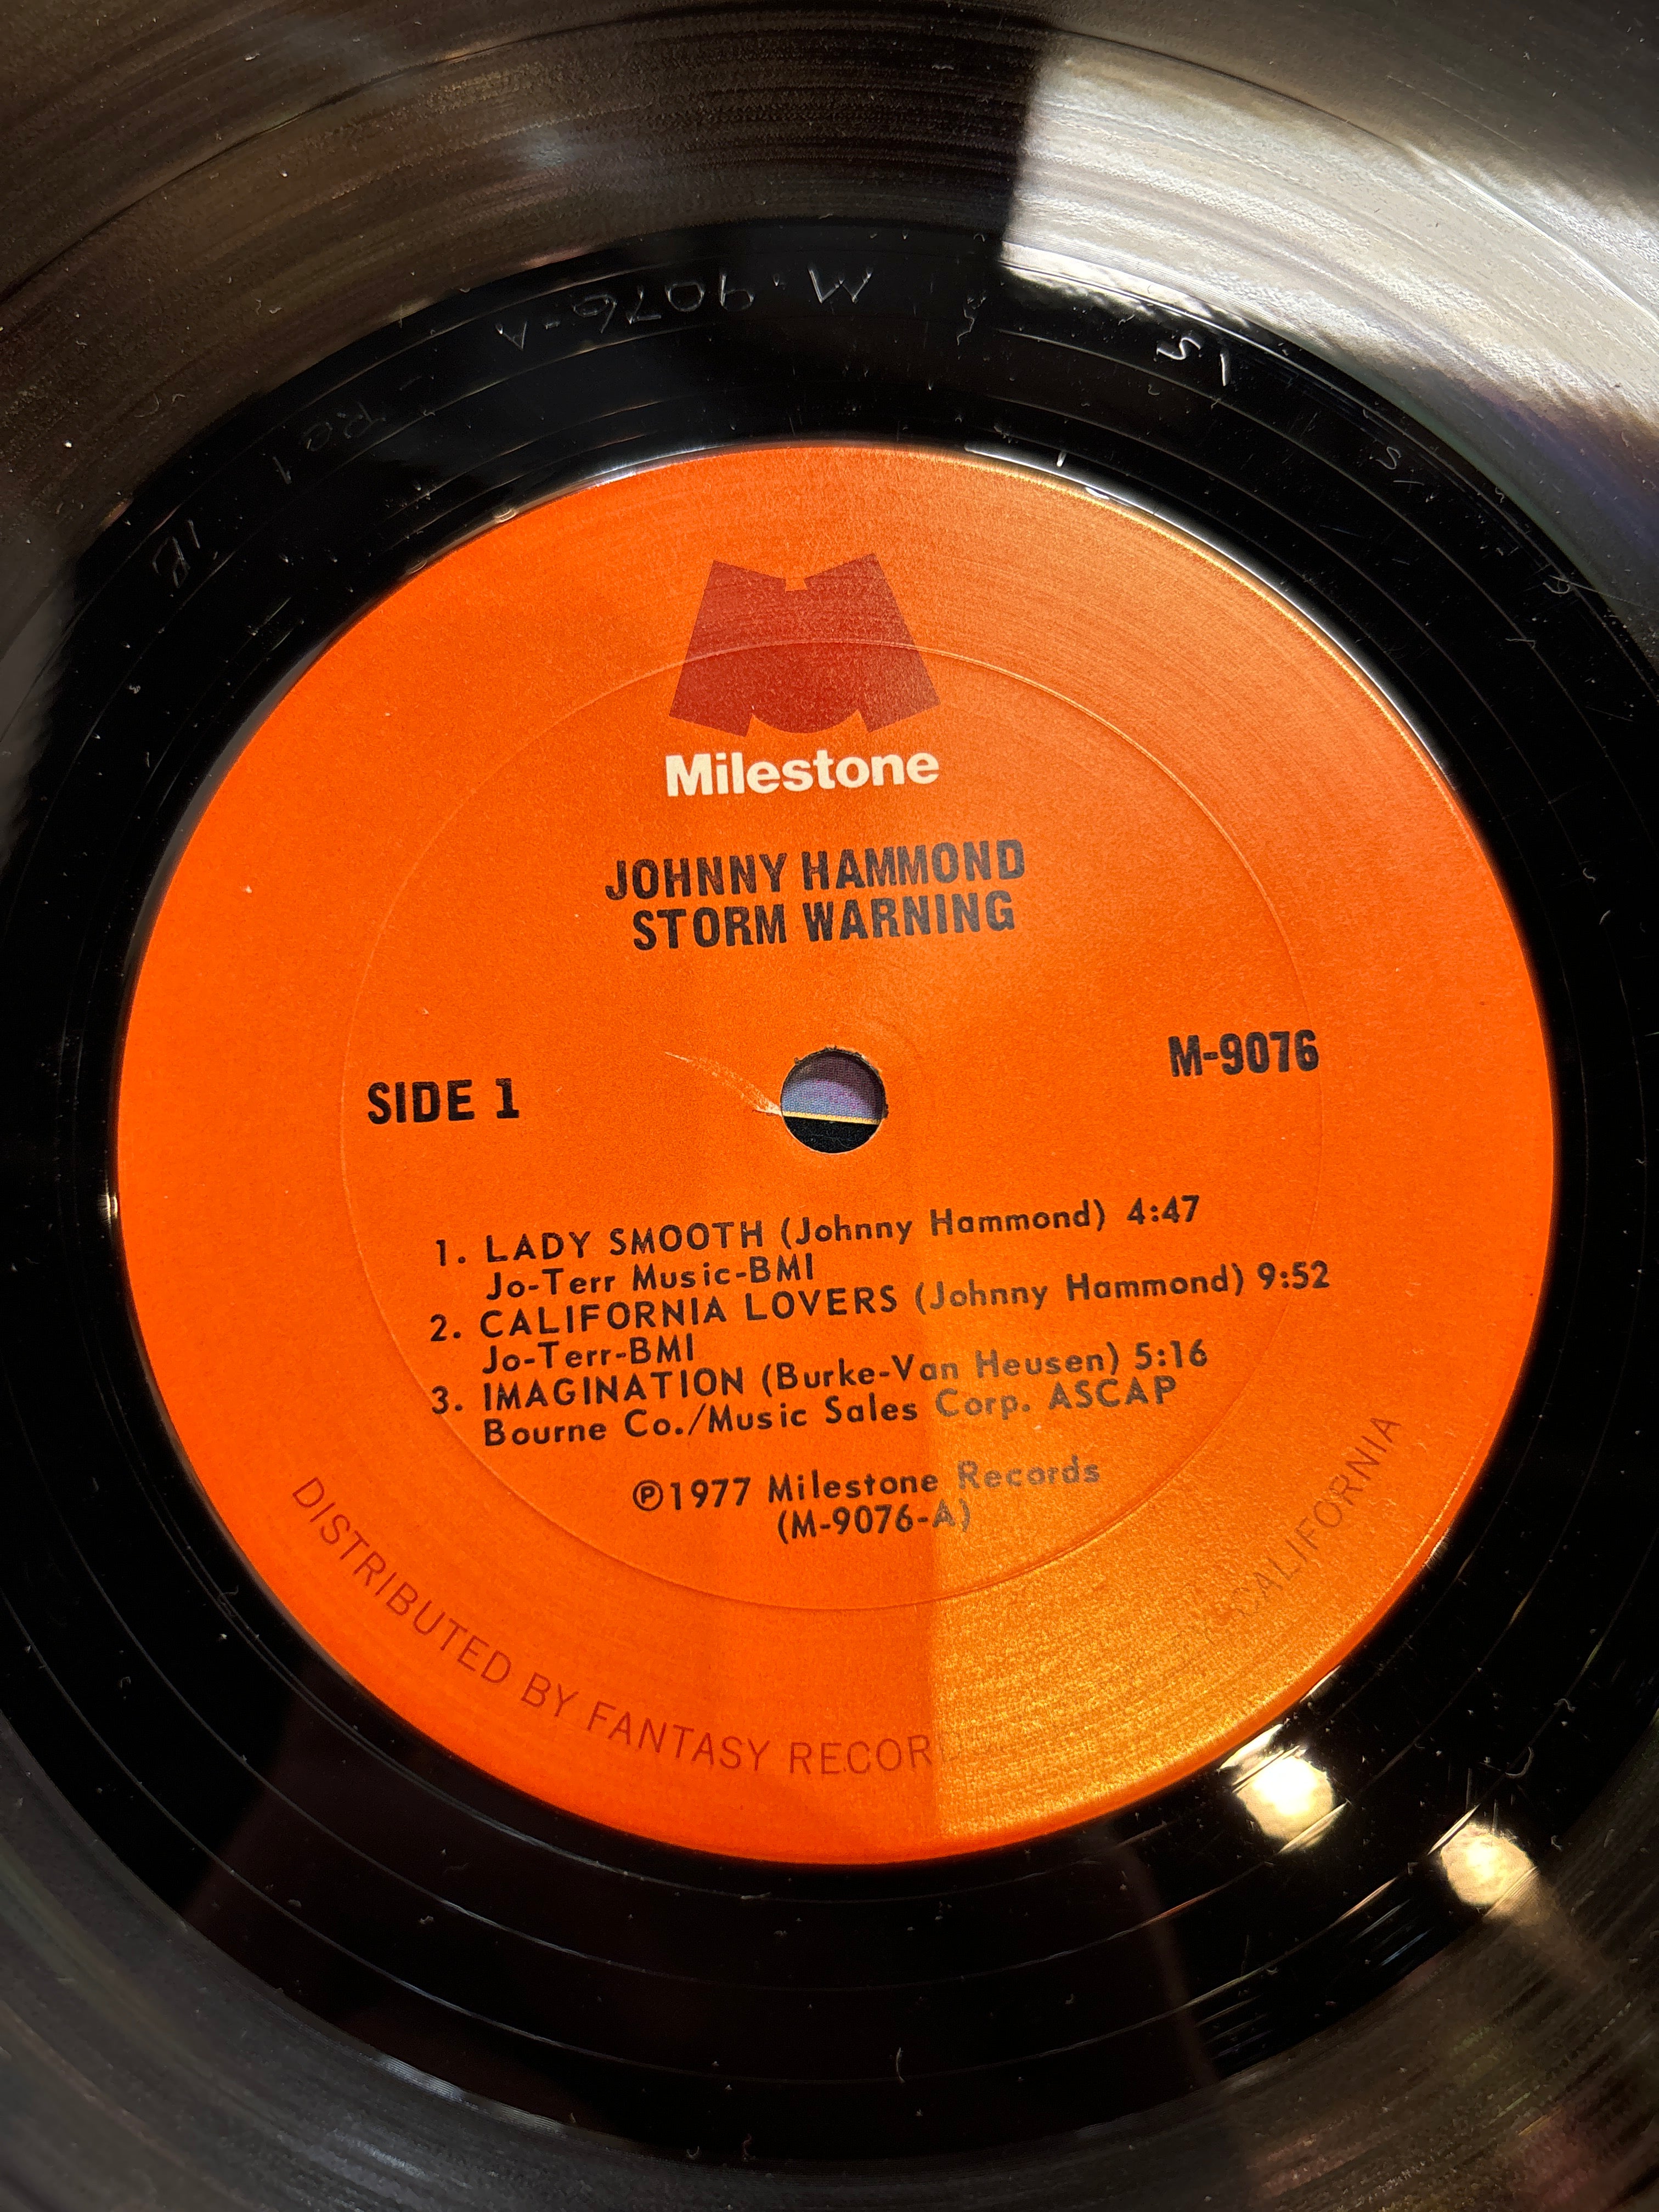 M-9076-A
Re1
Milestone
JOHNNY HAMMOND
STORM WARNING
SIDE 1
M-9076
1. LADY SMOOTH (Johnny Hammond) 4:47
Jo-Terr Music-BMI
2. CALIFORNIA LOVERS (Johnny Hammond) 9:52
Jo-Terr-BMI
3. IMAGINATION (Burke-Van Heusen) 5:16
Bourne Co./Music Sales Corp. ASCAP
℗1977 Milestone Records
(M-9076-A)
DISTRIBUTED BY FANTASY RECORDS CALIFORNIA